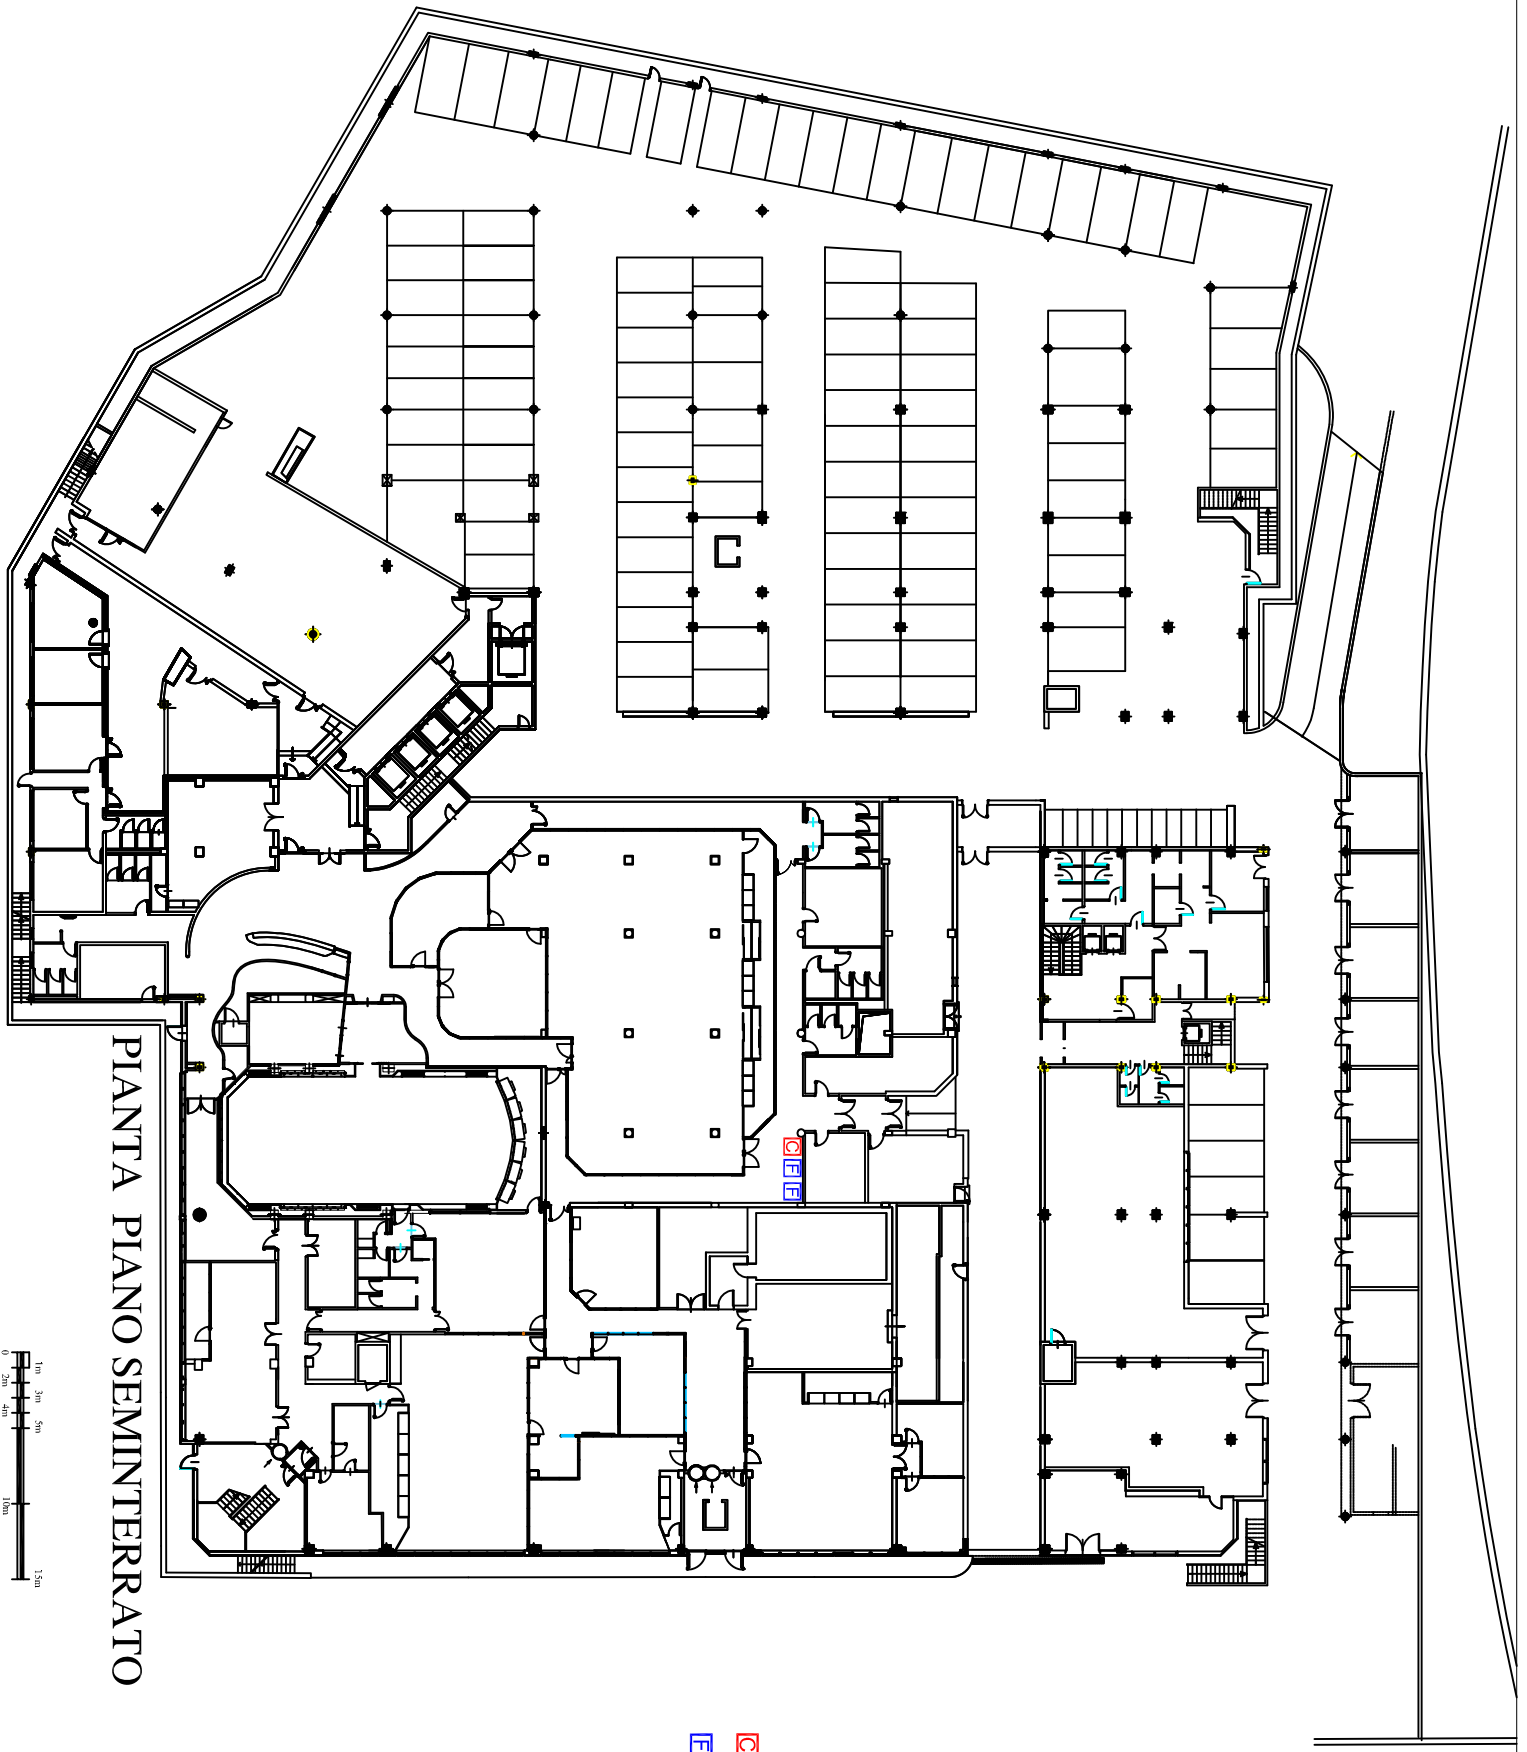 PIANTA PIANO SEMINTERRATO
0 1m 2m 3m 4m 5m 10m 15m
C F F
C
F